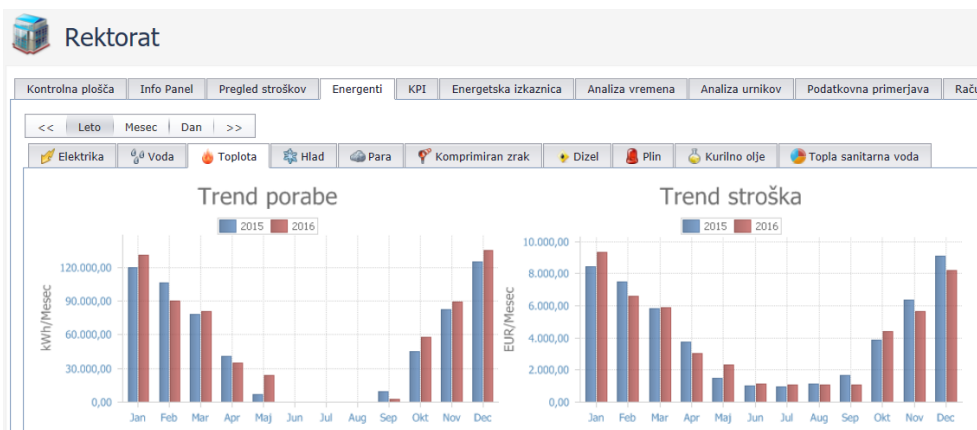 Rektorat
Kontrolna plošča Info Panel Pregled stroškov Energenti KPI Energetska izkaznica Analiza vremena Analiza urnikov Podatkovna primerjava Raču
<< Leto Mesec Dan >>
Elektrika Voda Toplota Hlad Para Komprimiran zrak Dizel Plin Kurilno olje Topla sanitarna voda
Trend porabe
2015 2016
kWh/Mesec
120.000,00
90.000,00
60.000,00
30.000,00
0,00
Jan Feb Mar Apr Maj Jun Jul Aug Sep Okt Nov Dec
Trend stroška
2015 2016
EUR/Mesec
10.000,00
8.000,00
6.000,00
4.000,00
2.000,00
0,00
Jan Feb Mar Apr Maj Jun Jul Aug Sep Okt Nov Dec